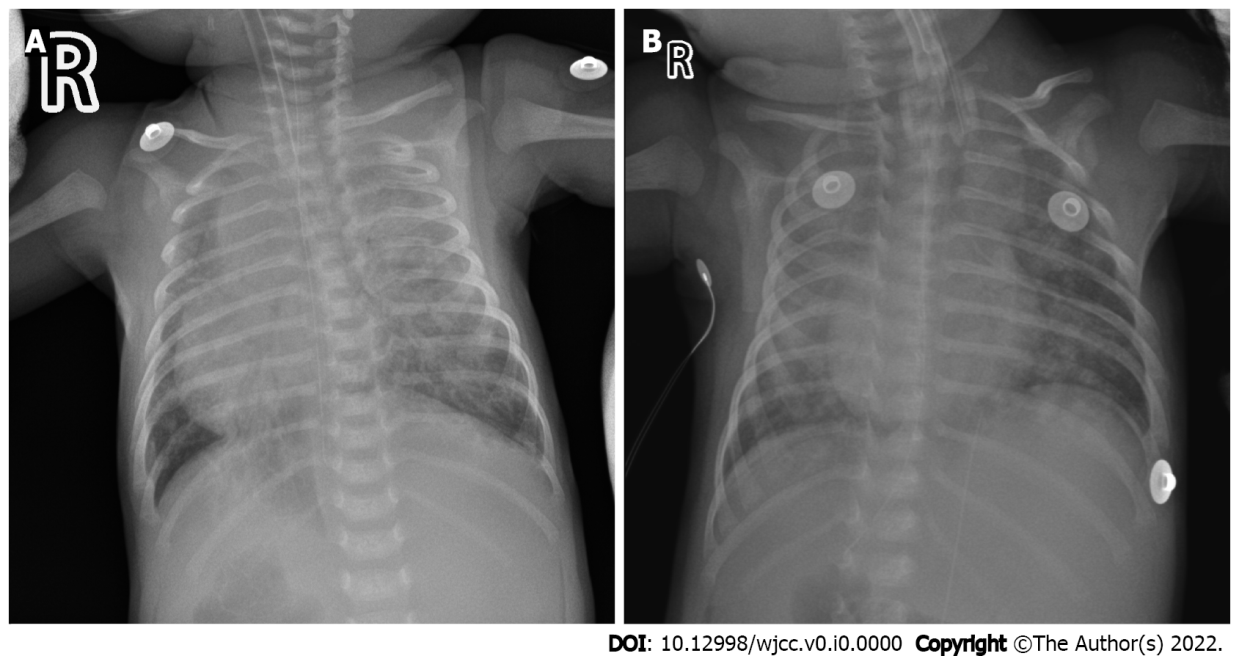 A R
B R
DOI: 10.12998/wjcc.v0.i0.0000 Copyright ©The Author(s) 2022.